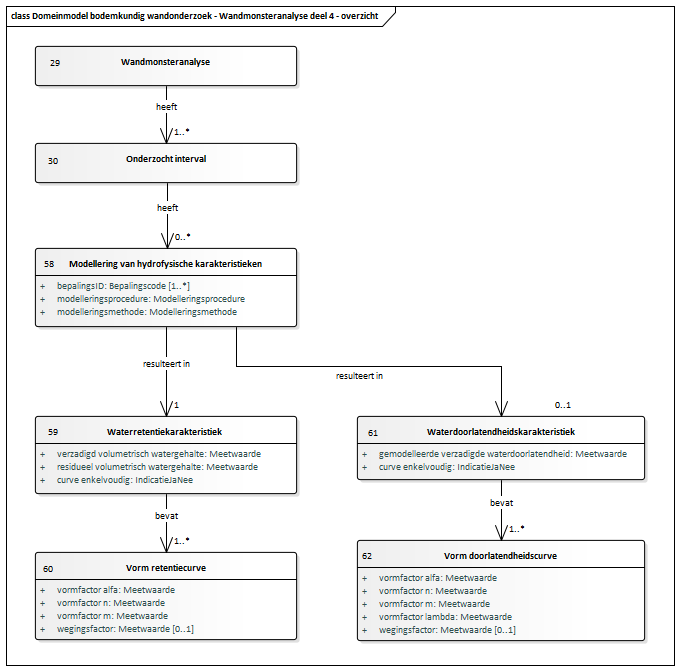 class Domeinmodel bodemkundig wandonderzoek - Wandmonsteranalyse deel 4 - overzicht
29 Wandmonsteranalyse
heeft
1..*
30 Onderzocht interval
heeft
0..*
58 Modellering van hydrofysische karakteristieken
+ bepalingsID: Bepalingscode [1..*]
+ modelleringsprocedure: Modelleringsprocedure
+ modelleringsmethode: Modelleringsmethode
resulteert in
resulteert in
1
0..1
59 Waterretentiekarakteristiek
+ verzadigd volumetrisch watergehalte: Meetwaarde
+ residueel volumetrisch watergehalte: Meetwaarde
+ curve enkelvoudig: IndicatieJaNee
61 Waterdoorlatendheidskarakteristiek
+ gemodelleerde verzadigde waterdoorlatendheid: Meetwaarde
+ curve enkelvoudig: IndicatieJaNee
bevat
1..*
bevat
1..*
60 Vorm retentiecurve
+ vormfactor alfa: Meetwaarde
+ vormfactor n: Meetwaarde
+ vormfactor m: Meetwaarde
+ wegingsfactor: Meetwaarde [0..1]
62 Vorm doorlatendheidscurve
+ vormfactor alfa: Meetwaarde
+ vormfactor n: Meetwaarde
+ vormfactor m: Meetwaarde
+ vormfactor lambda: Meetwaarde
+ wegingsfactor: Meetwaarde [0..1]